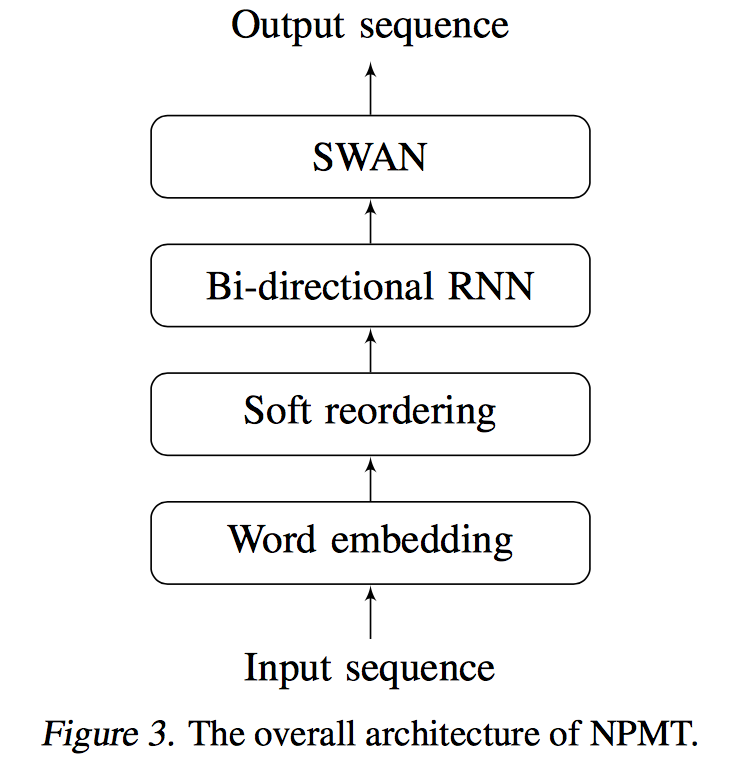 Output sequence
SWAN
Bi-directional RNN
Soft reordering
Word embedding
Input sequence
Figure 3. The overall architecture of NPMT.